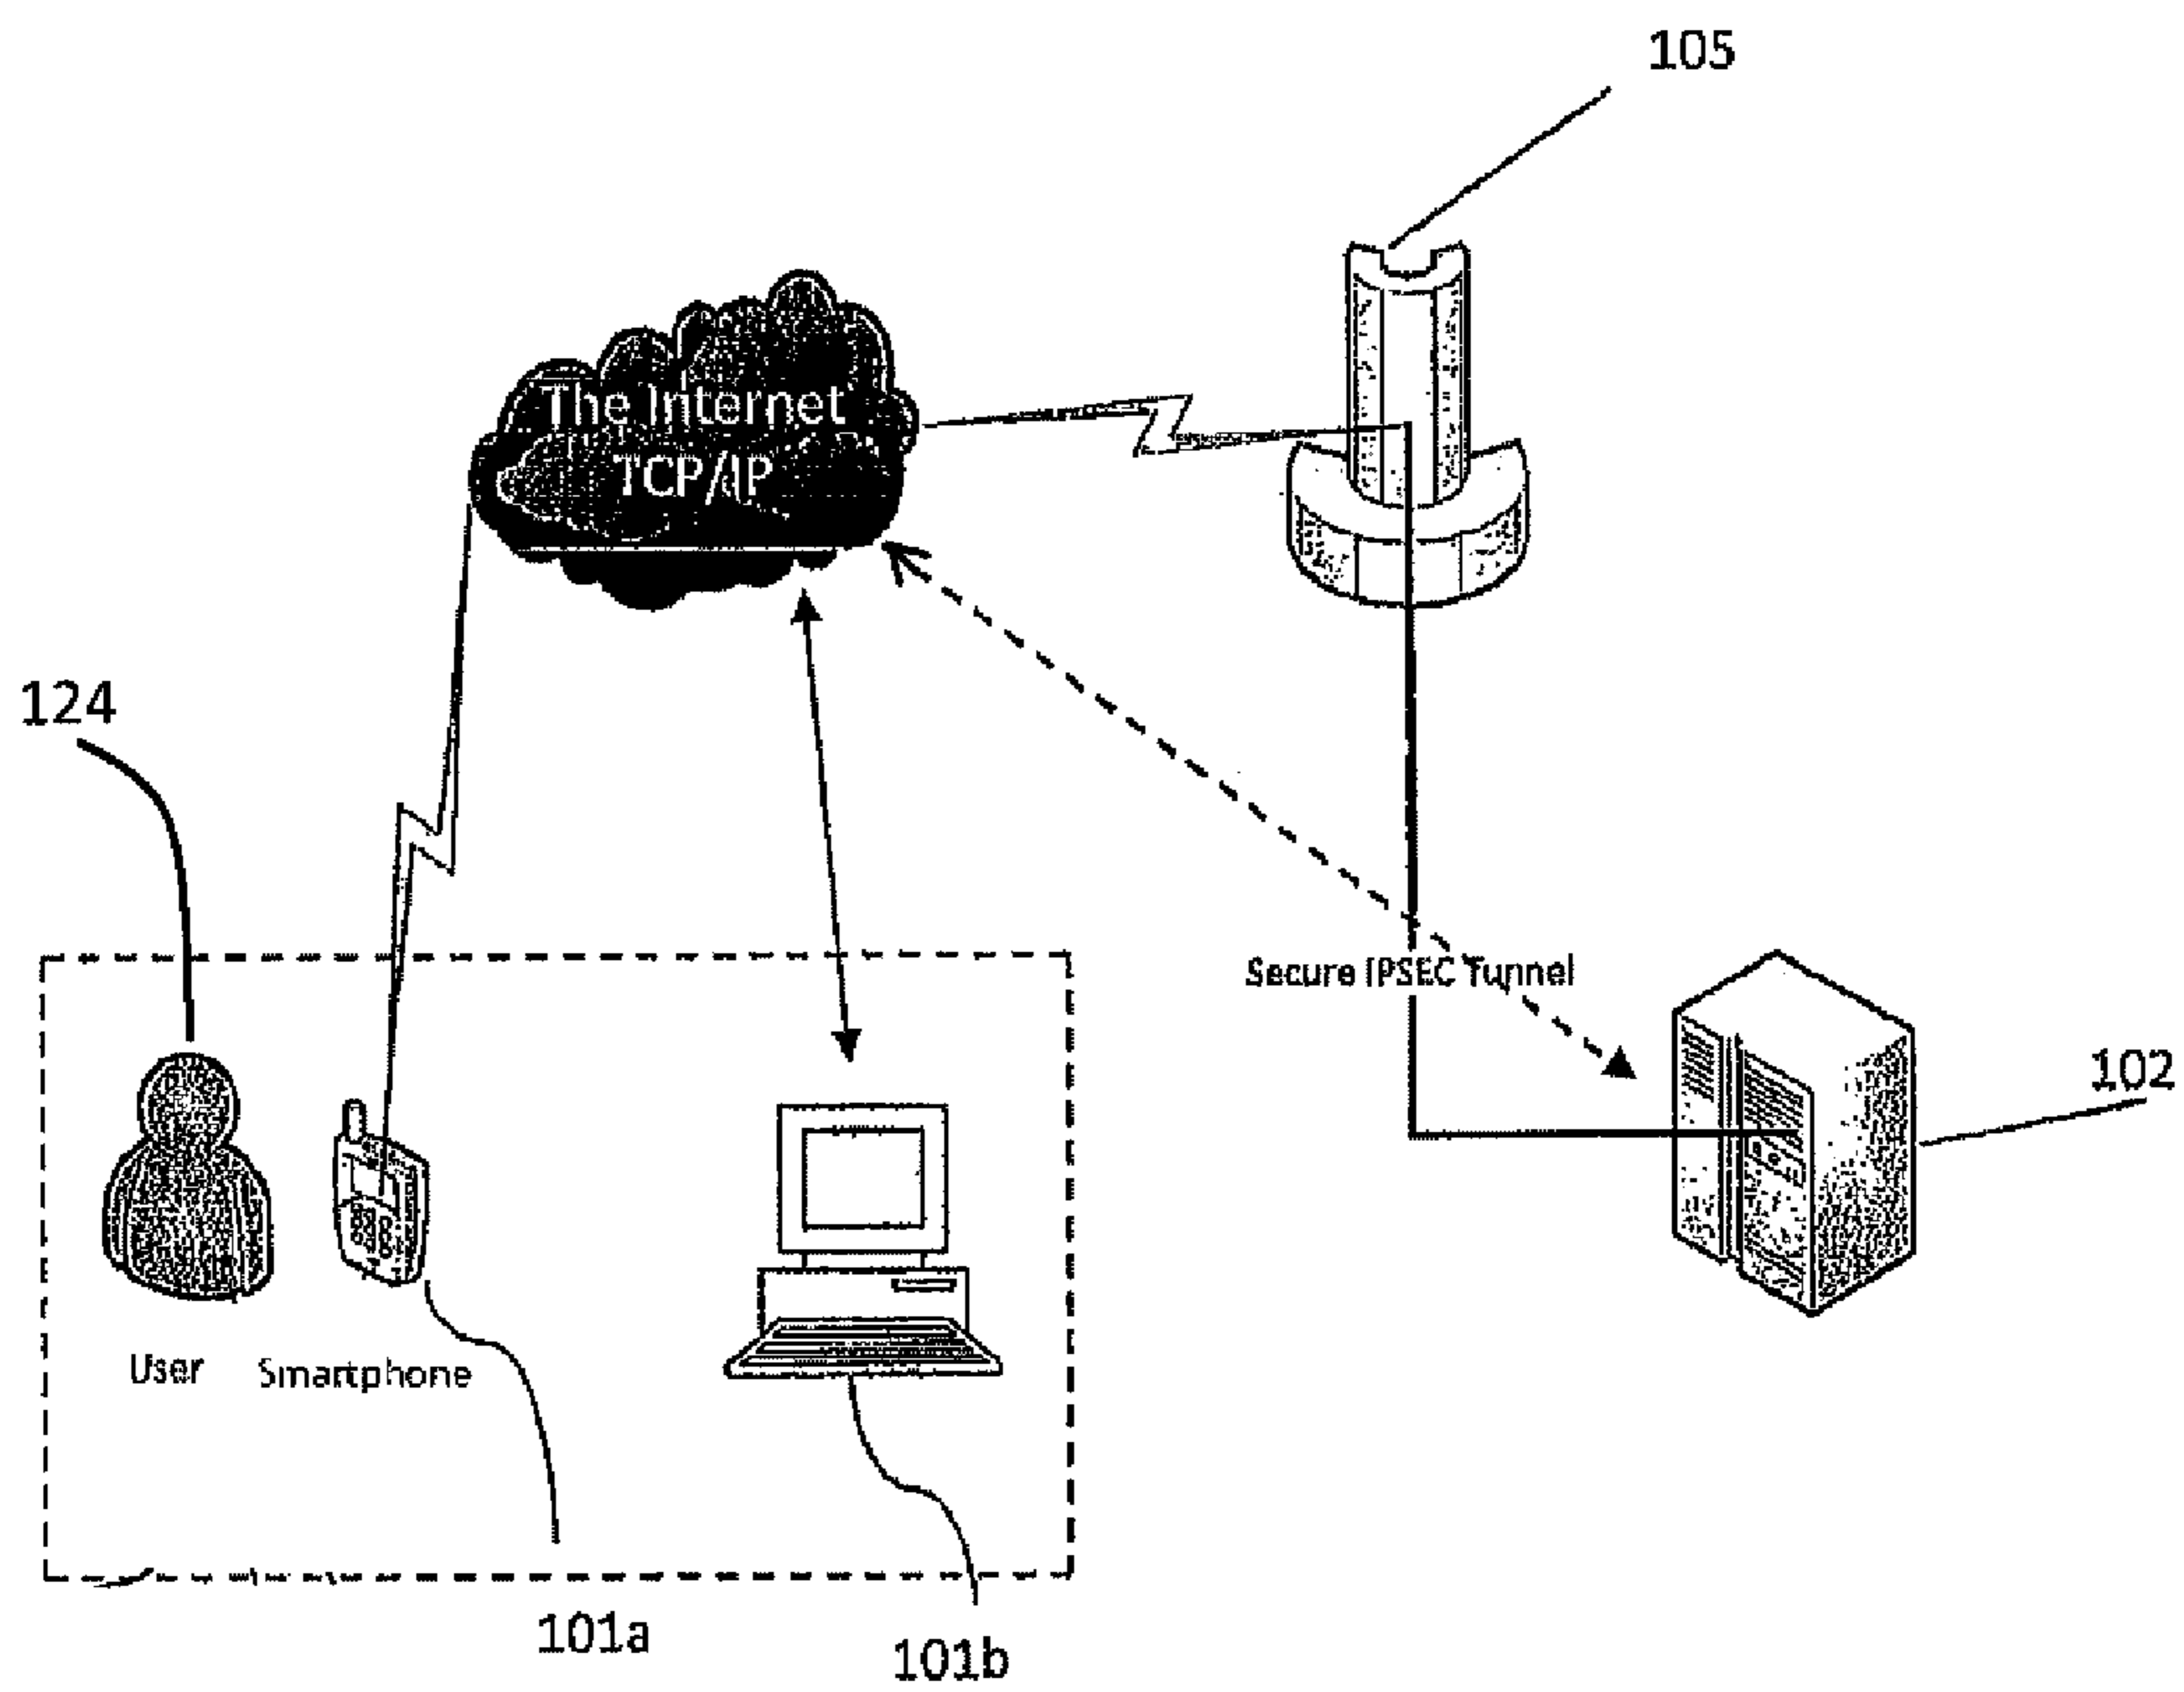 105
The Internet
TCP/IP
124
Secure IPSEC Tunnel
102
User
Smartphone
101a
101b